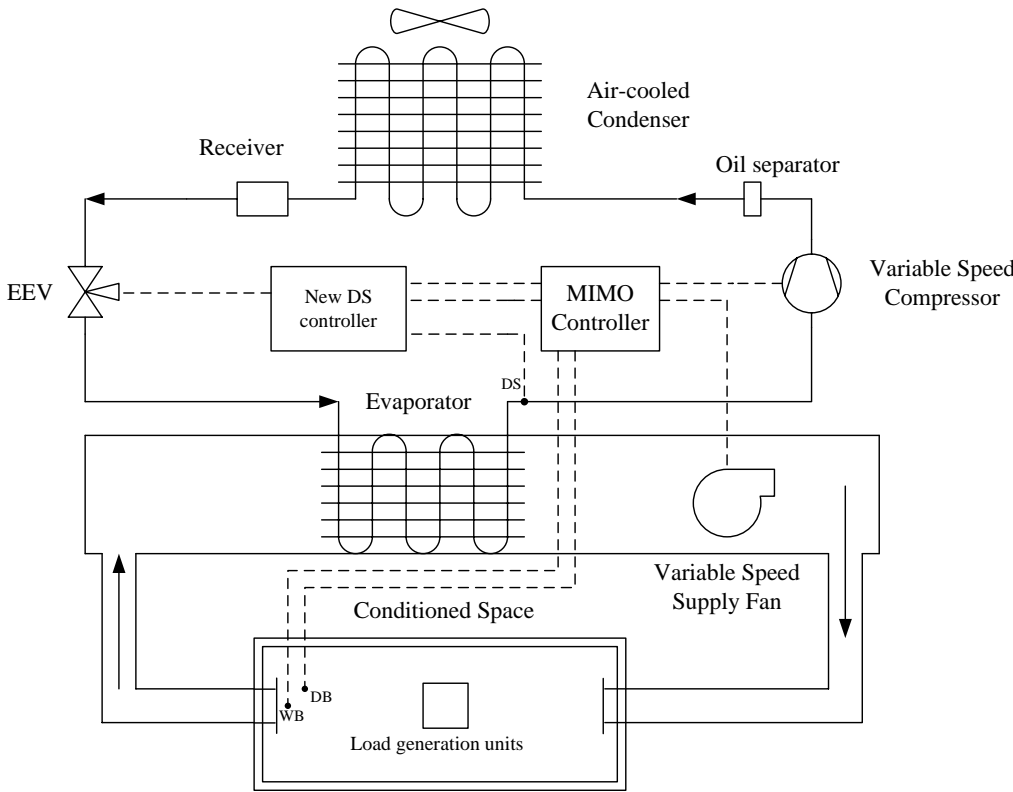 Air-cooled
Condenser
Receiver
Oil separator
EEV
New DS
controller
MIMO
Controller
Variable Speed
Compressor
DS
Evaporator
Variable Speed
Supply Fan
Conditioned Space
DB
WB
Load generation units